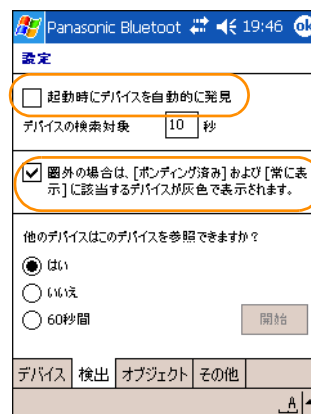 Panasonic Bluetoot 19:46 ok
設定
起動時にデバイスを自動的に発見
デバイスの検索対象 10 秒
圏外の場合は、[ボンディング済み] および [常に表
示] に該当するデバイスが灰色で表示されます。
他のデバイスはこのデバイスを参照できますか？
はい
いいえ
60秒間 開始
デバイス 検出 オブジェクト その他
A